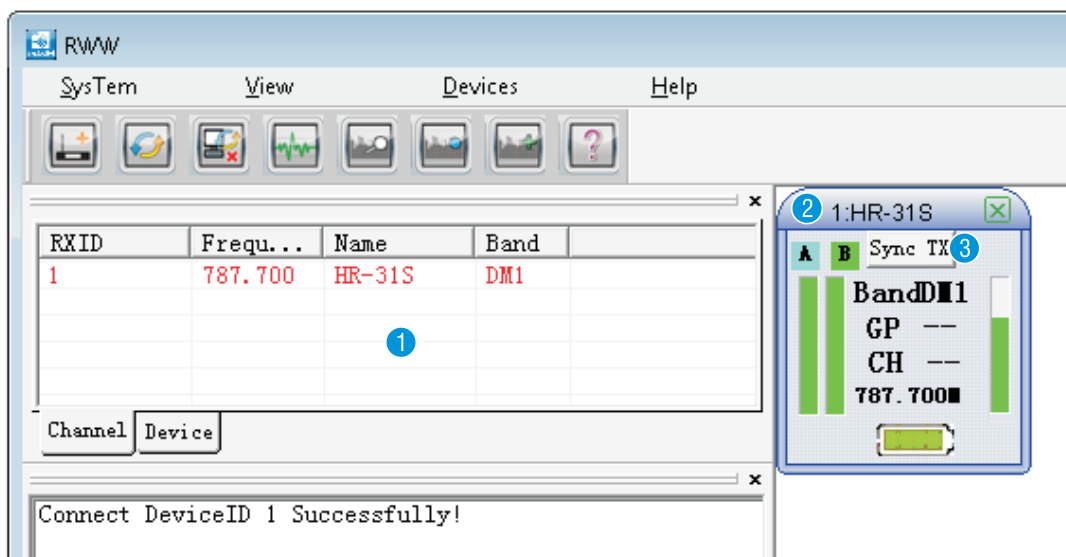 RWW
SysTem View Devices Help
2 1:HR-31S
RXID Frequ... Name Band
1 787.700 HR-31S DM1
1
A B Sync TX 3
BandDM1
GP --
CH --
787.700M
Channel Device
Connect DeviceID 1 Successfully!